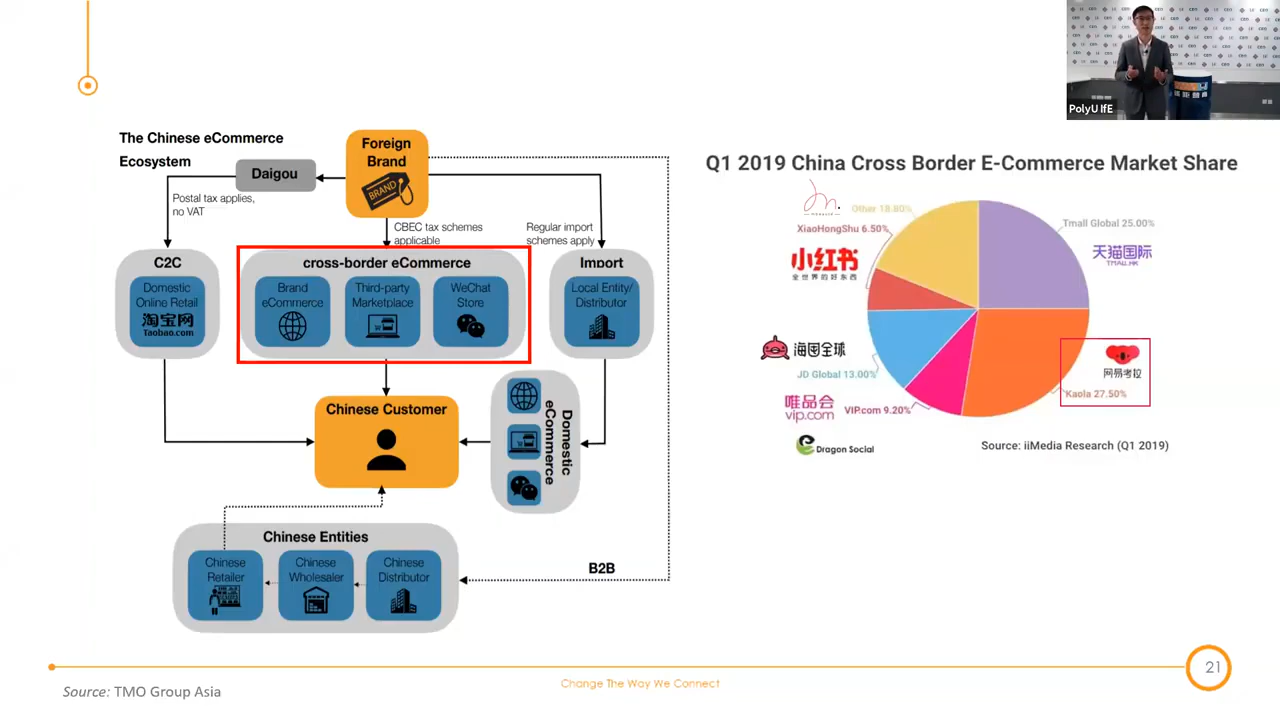 PolyU IfE
The Chinese eCommerce
Ecosystem
Foreign
Brand
BRAND
Daigou
Postal tax applies,
no VAT
CBEC tax schemes
applicable
Regular import
schemes apply
C2C
Domestic
Online Retail
淘宝网
Taobao.com
cross-border eCommerce
Brand
eCommerce
Third-party
Marketplace
WeChat
Store
Import
Local Entity/
Distributor
Chinese Customer
Domestic
eCommerce
Chinese Entities
Chinese
Retailer
Chinese
Wholesaler
Chinese
Distributor
B2B
Q1 2019 China Cross Border E-Commerce Market Share
Other 18.80%
XiaoHongShu 6.50%
小红书
全世界的好东西
Tmall Global 25.00%
天猫国际
TMALL.HK
海囤全球
JD Global 13.00%
网易考拉
Kaola 27.50%
唯品会
vip.com
VIP.com 9.20%
Dragon Social
Source: iiMedia Research (Q1 2019)
21
Change The Way We Connect
Source: TMO Group Asia